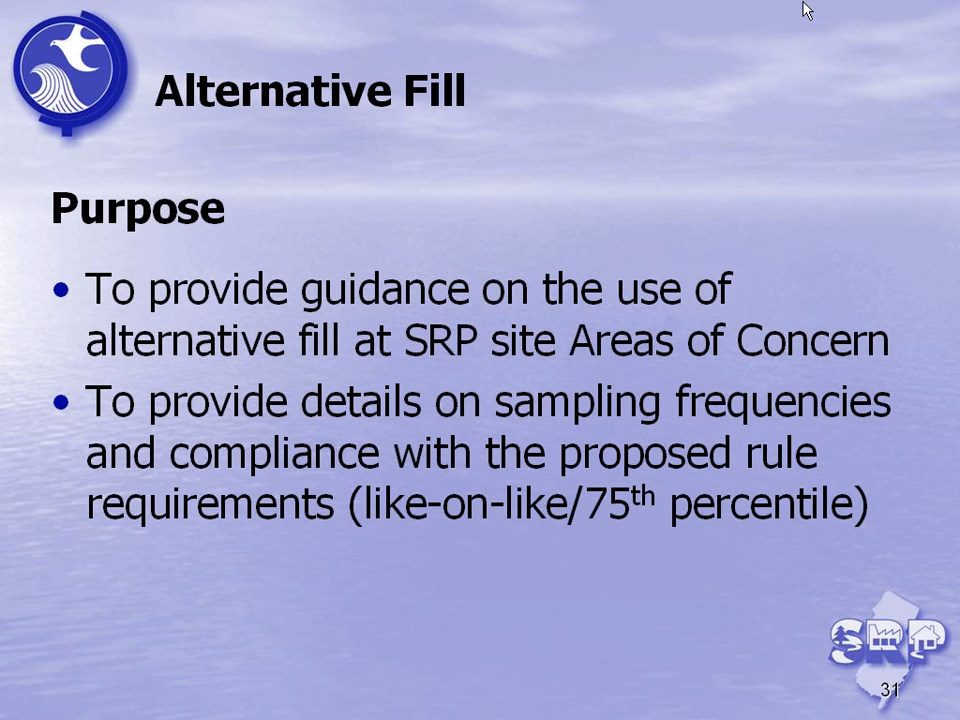 Alternative Fill
Purpose
• To provide guidance on the use of
alternative fill at SRP site Areas of Concern
• To provide details on sampling frequencies
and compliance with the proposed rule
requirements (like-on-like/75th percentile)
SRP
31